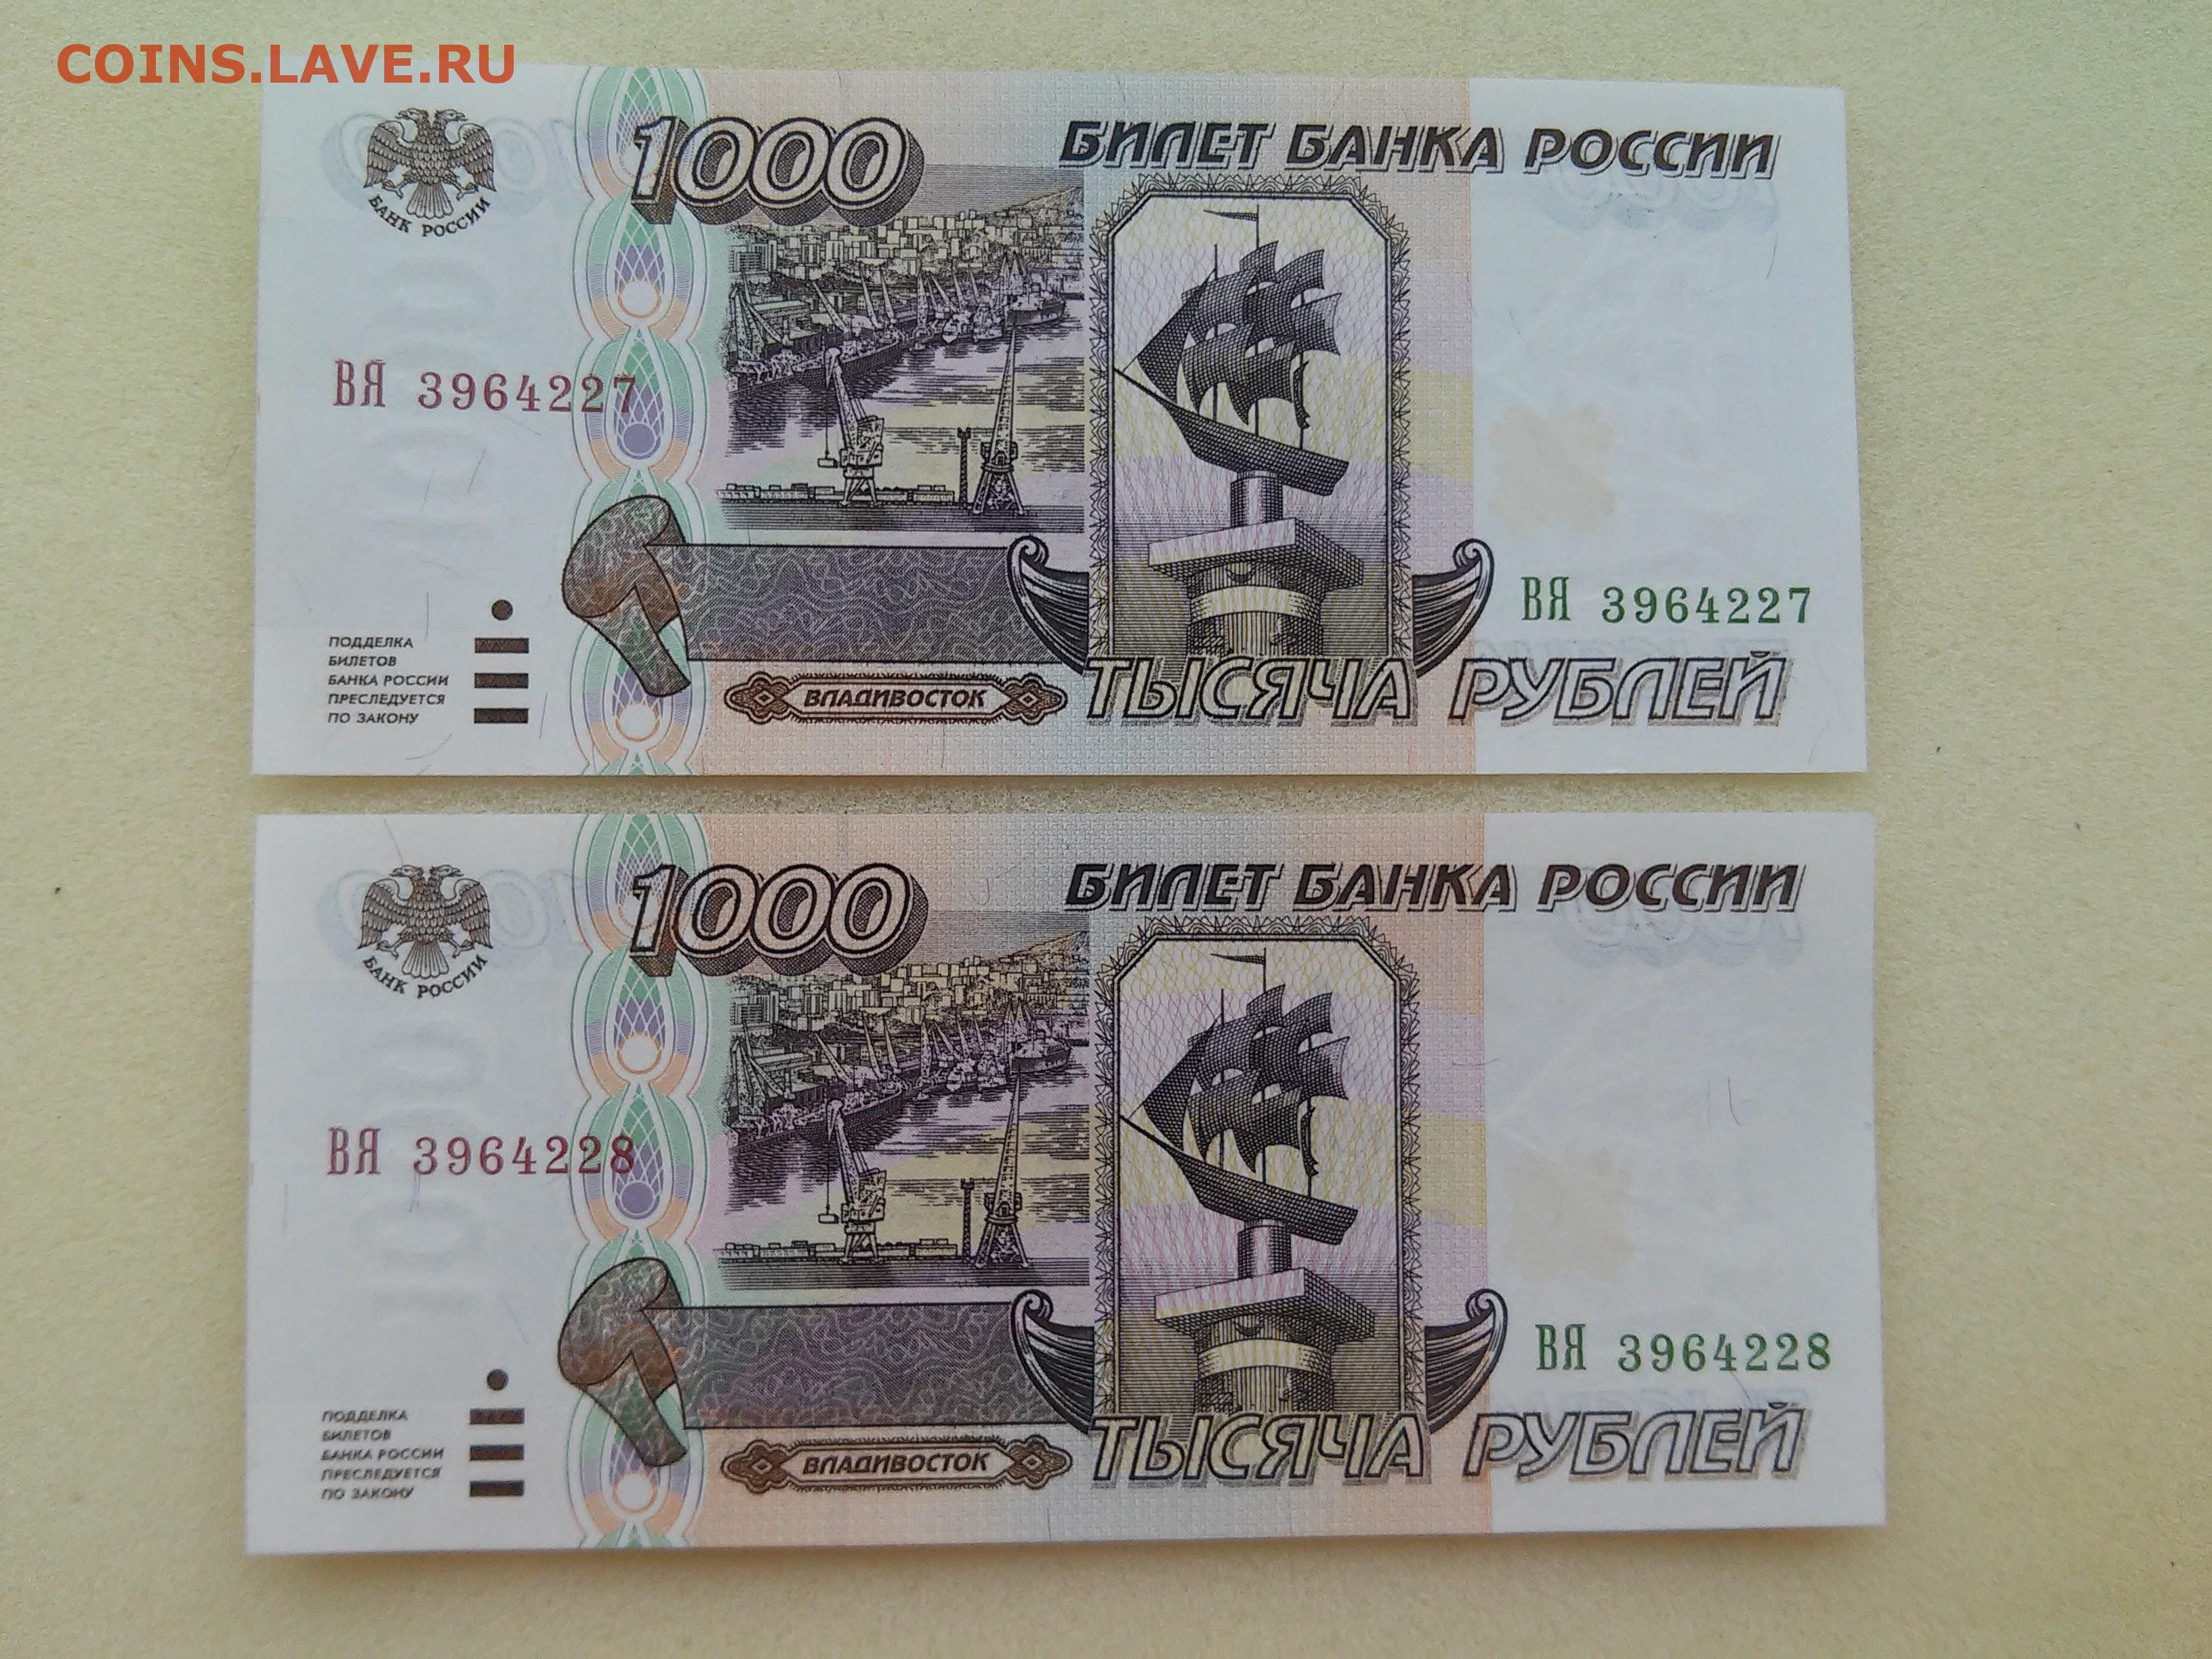 COINS.LAVE.RU
1000
БИЛЕТ БАНКА РОССИИ
БАНК РОССИИ
ВЯ 3964227
ВЯ 3964227
ПОДДЕЛКА
БИЛЕТОВ
БАНКА РОССИИ
ПРЕСЛЕДУЕТСЯ
ПО ЗАКОНУ
ВЛАДИВОСТОК
ТЫСЯЧА РУБЛЕЙ
1000
БИЛЕТ БАНКА РОССИИ
БАНК РОССИИ
ВЯ 3964228
ВЯ 3964228
ПОДДЕЛКА
БИЛЕТОВ
БАНКА РОССИИ
ПРЕСЛЕДУЕТСЯ
ПО ЗАКОНУ
ВЛАДИВОСТОК
ТЫСЯЧА РУБЛЕЙ